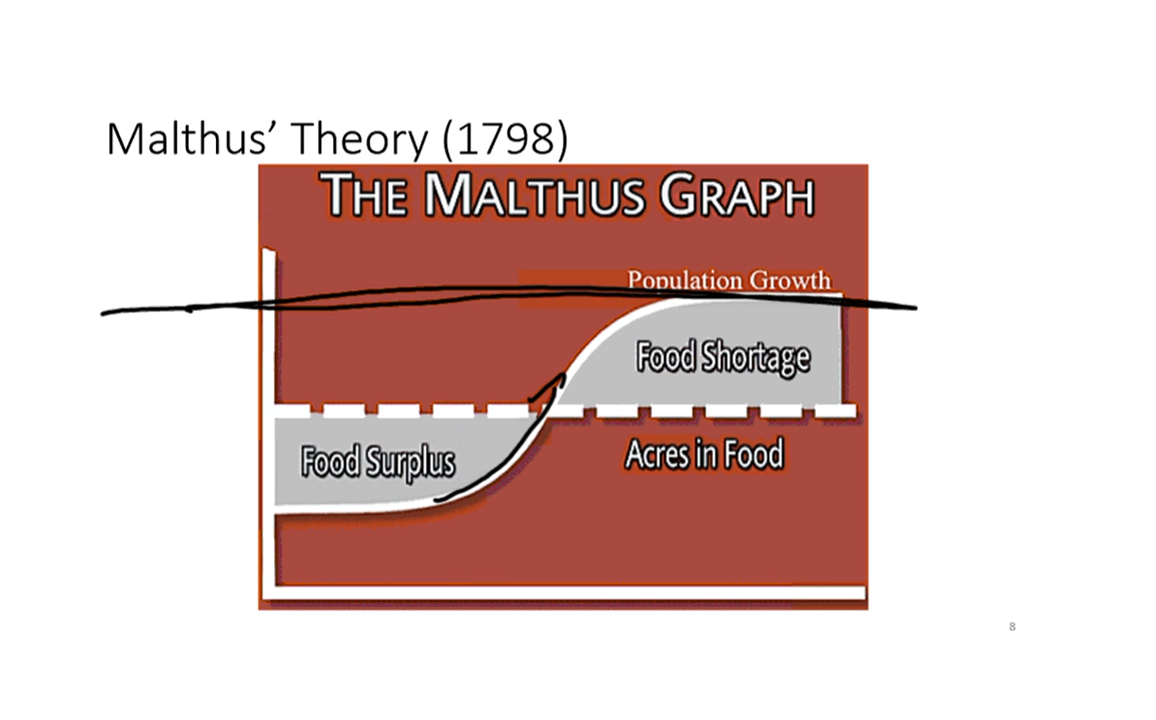 Malthus’ Theory (1798)
THE MALTHUS GRAPH
Population Growth
Food Shortage
Food Surplus
Acres in Food
8